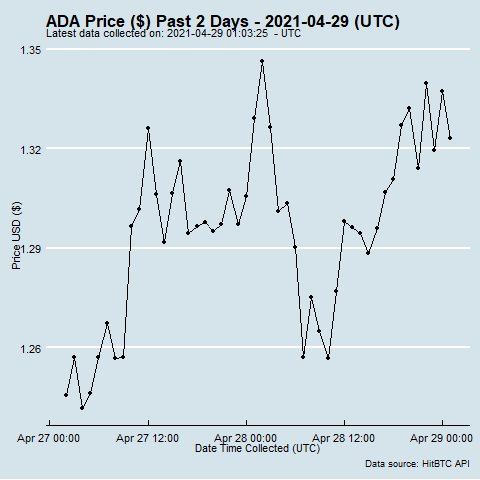 ADA Price ($) Past 2 Days - 2021-04-29 (UTC)
Latest data collected on: 2021-04-29 01:03:25 - UTC
1.35
1.32
1.29
1.26
Price USD ($)
Apr 27 00:00
Apr 27 12:00
Apr 28 00:00
Apr 28 12:00
Apr 29 00:00
Date Time Collected (UTC)
Data source: HitBTC API